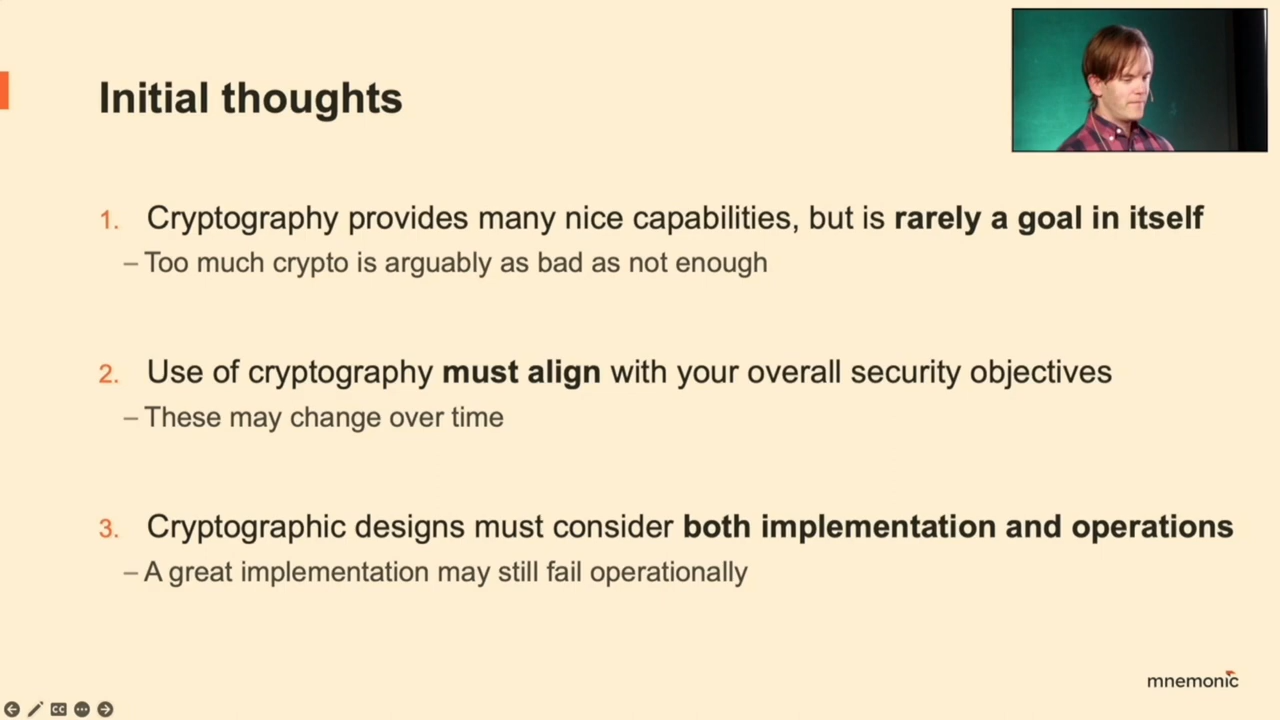 Initial thoughts
1. Cryptography provides many nice capabilities, but is rarely a goal in itself
– Too much crypto is arguably as bad as not enough
2. Use of cryptography must align with your overall security objectives
– These may change over time
3. Cryptographic designs must consider both implementation and operations
– A great implementation may still fail operationally
mnemonic
CC